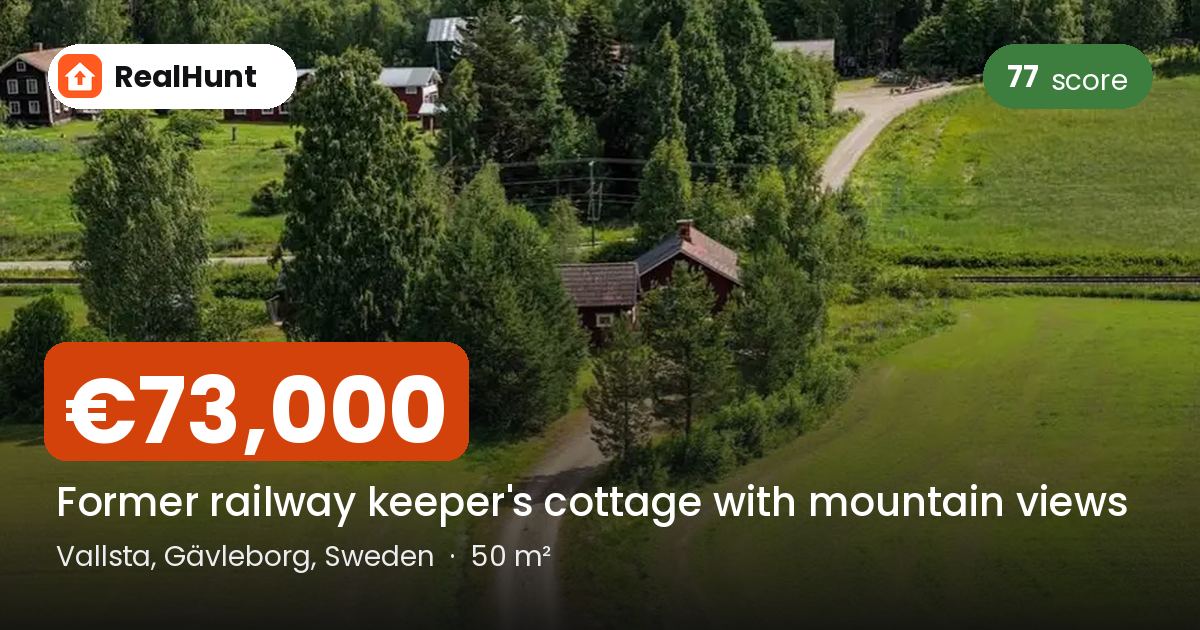 RealHunt
77 score
€73,000
Former railway keeper's cottage with mountain views
Vallsta, Gävleborg, Sweden · 50 m²